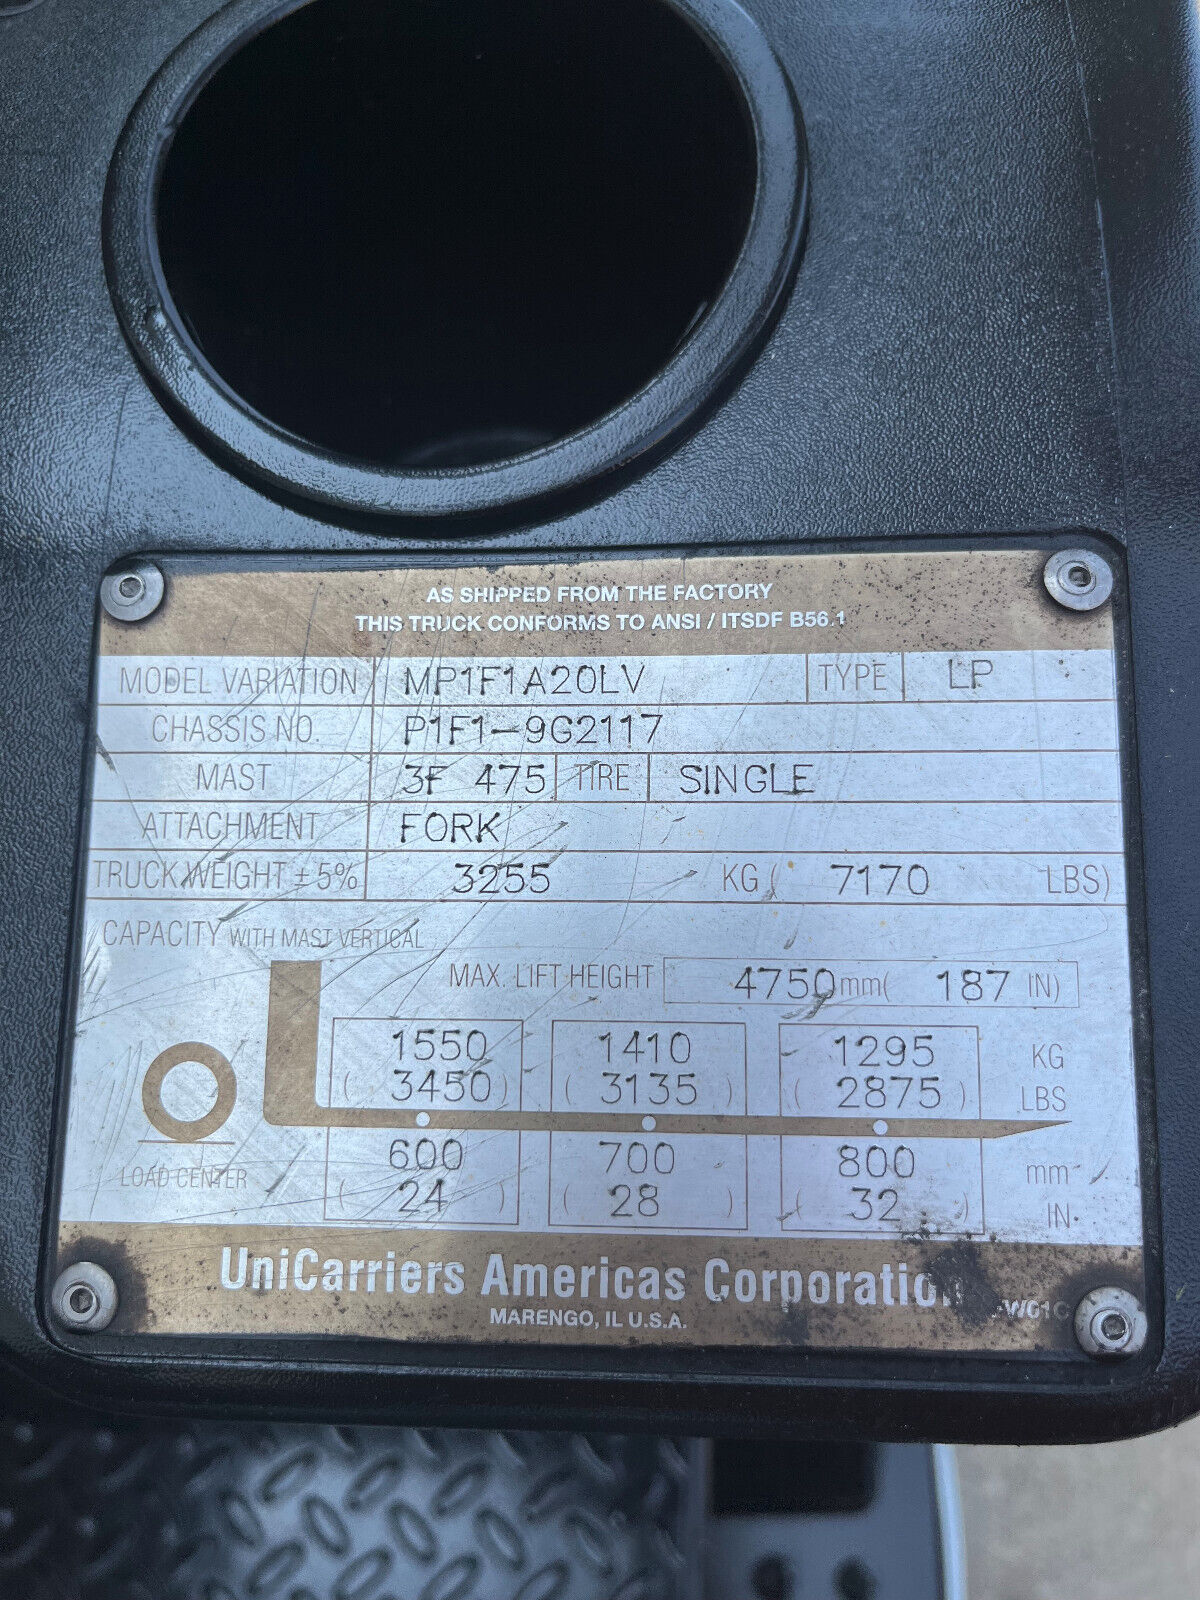 AS SHIPPED FROM THE FACTORY
THIS TRUCK CONFORMS TO ANSI / ITSDF B56.1
MODEL VARIATION MP1F1A20LV TYPE LP
CHASSIS NO. P1F1-9G2117
MAST 3F 475 TIRE SINGLE
ATTACHMENT FORK
TRUCK WEIGHT ± 5% 3255 KG ( 7170 LBS)
CAPACITY WITH MAST VERTICAL
MAX. LIFT HEIGHT 4750 mm( 187 IN)
1550 1410 1295 KG
( 3450 ) ( 3135 ) ( 2875 ) LBS
600 700 800 mm
LOAD CENTER ( 24 ) ( 28 ) ( 32 ) IN
UniCarriers Americas Corporation
MARENGO, IL U.S.A.